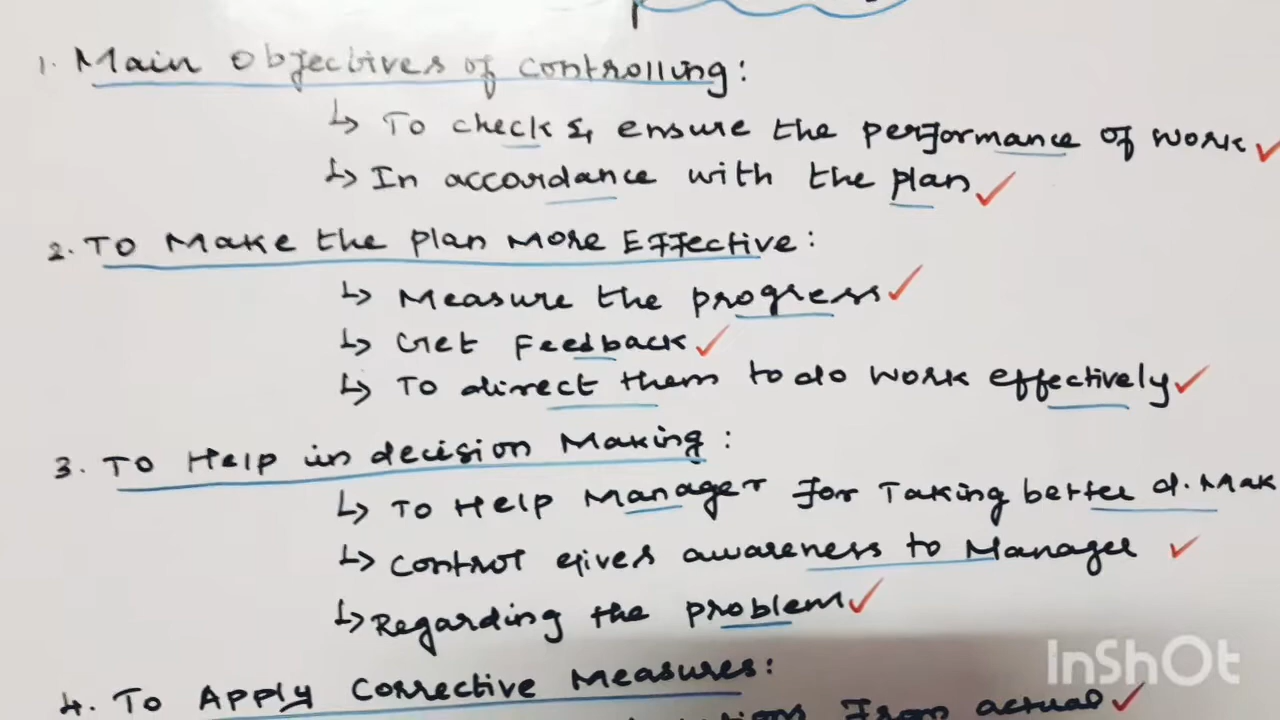 1. Main Objectives of controlling:
↳ To check & ensure the performance of work ✓
↳ In accordance with the plan ✓
2. To Make the plan More Effective:
↳ Measure the progress ✓
↳ Get Feedback ✓
↳ To direct them to do work effectively ✓
3. To Help in decision Making:
↳ To Help Manager for Taking better d. Mak
↳ Control gives awareness to Manager ✓
↳ Regarding the problem ✓
4. To Apply Corrective Measures:
From actual ✓
InShOt